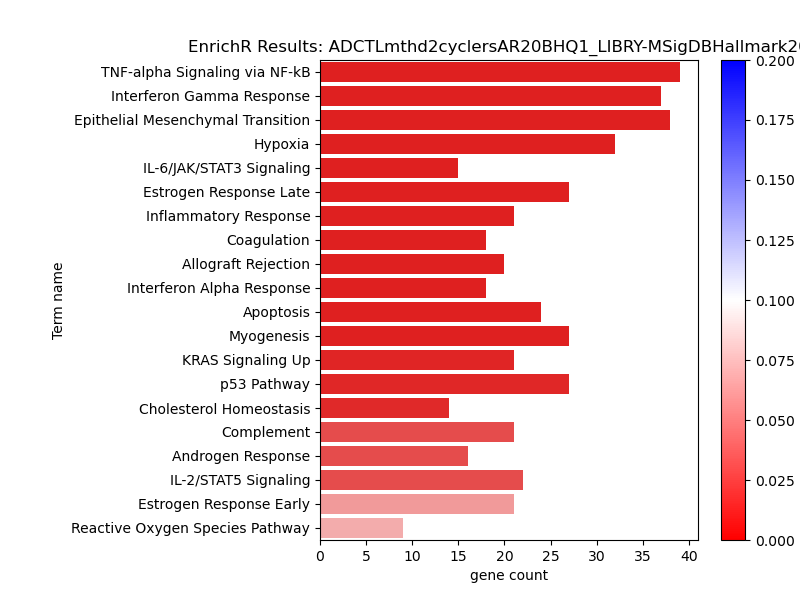 EnrichR Results: ADCTLmthd2cyclersAR20BHQ1_LIBRY-MSigDBHallmark20
TNF-alpha Signaling via NF-kB
Interferon Gamma Response
Epithelial Mesenchymal Transition
Hypoxia
IL-6/JAK/STAT3 Signaling
Estrogen Response Late
Inflammatory Response
Coagulation
Allograft Rejection
Interferon Alpha Response
Apoptosis
Myogenesis
KRAS Signaling Up
p53 Pathway
Cholesterol Homeostasis
Complement
Androgen Response
IL-2/STAT5 Signaling
Estrogen Response Early
Reactive Oxygen Species Pathway
Term name
0 5 10 15 20 25 30 35 40
gene count
0.200
0.175
0.150
0.125
0.100
0.075
0.050
0.025
0.000